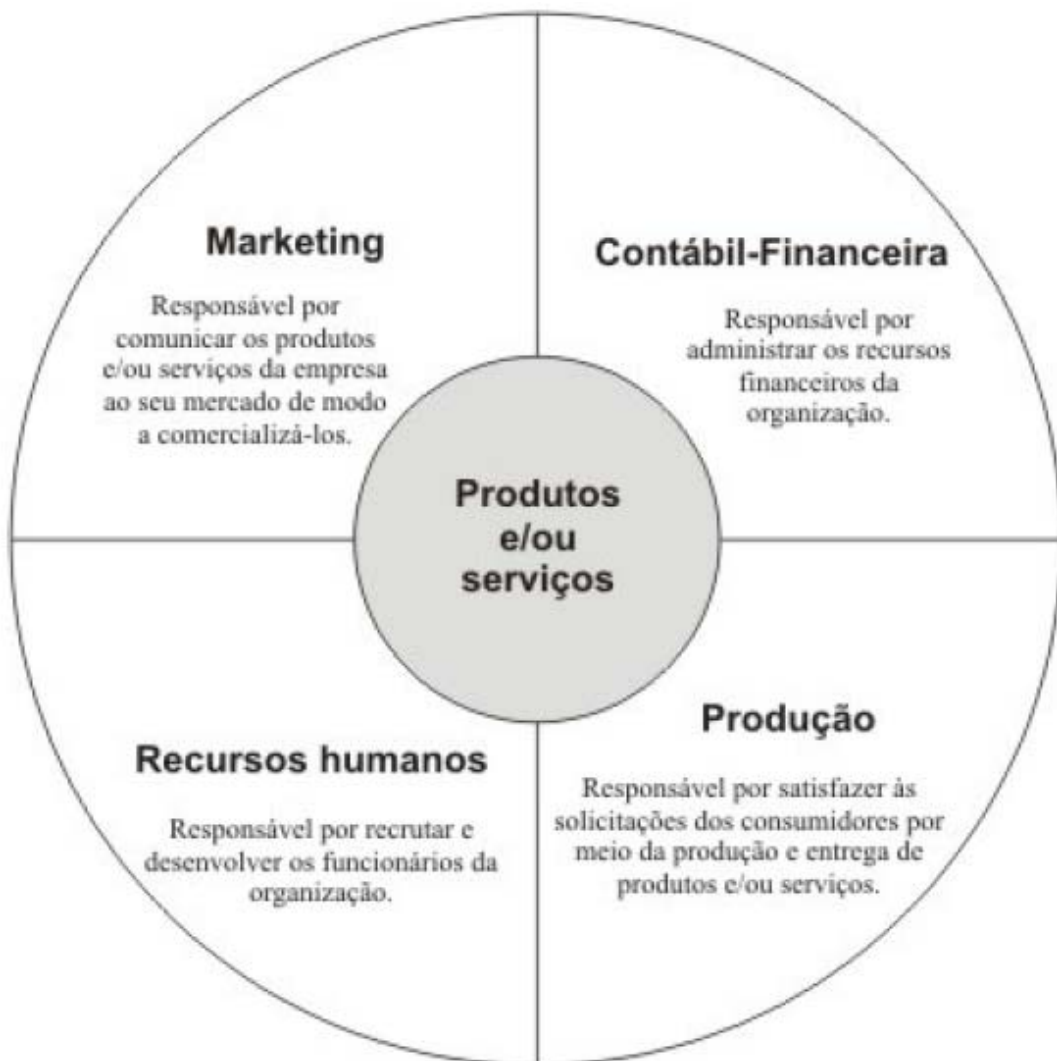 Marketing
Responsável por
comunicar os produtos
e/ou serviços da empresa
ao seu mercado de modo
a comercializá-los.
Contábil-Financeira
Responsável por
administrar os recursos
financeiros da
organização.
Produtos
e/ou
serviços
Recursos humanos
Responsável por recrutar e
desenvolver os funcionários da
organização.
Produção
Responsável por satisfazer às
solicitações dos consumidores por
meio da produção e entrega de
produtos e/ou serviços.